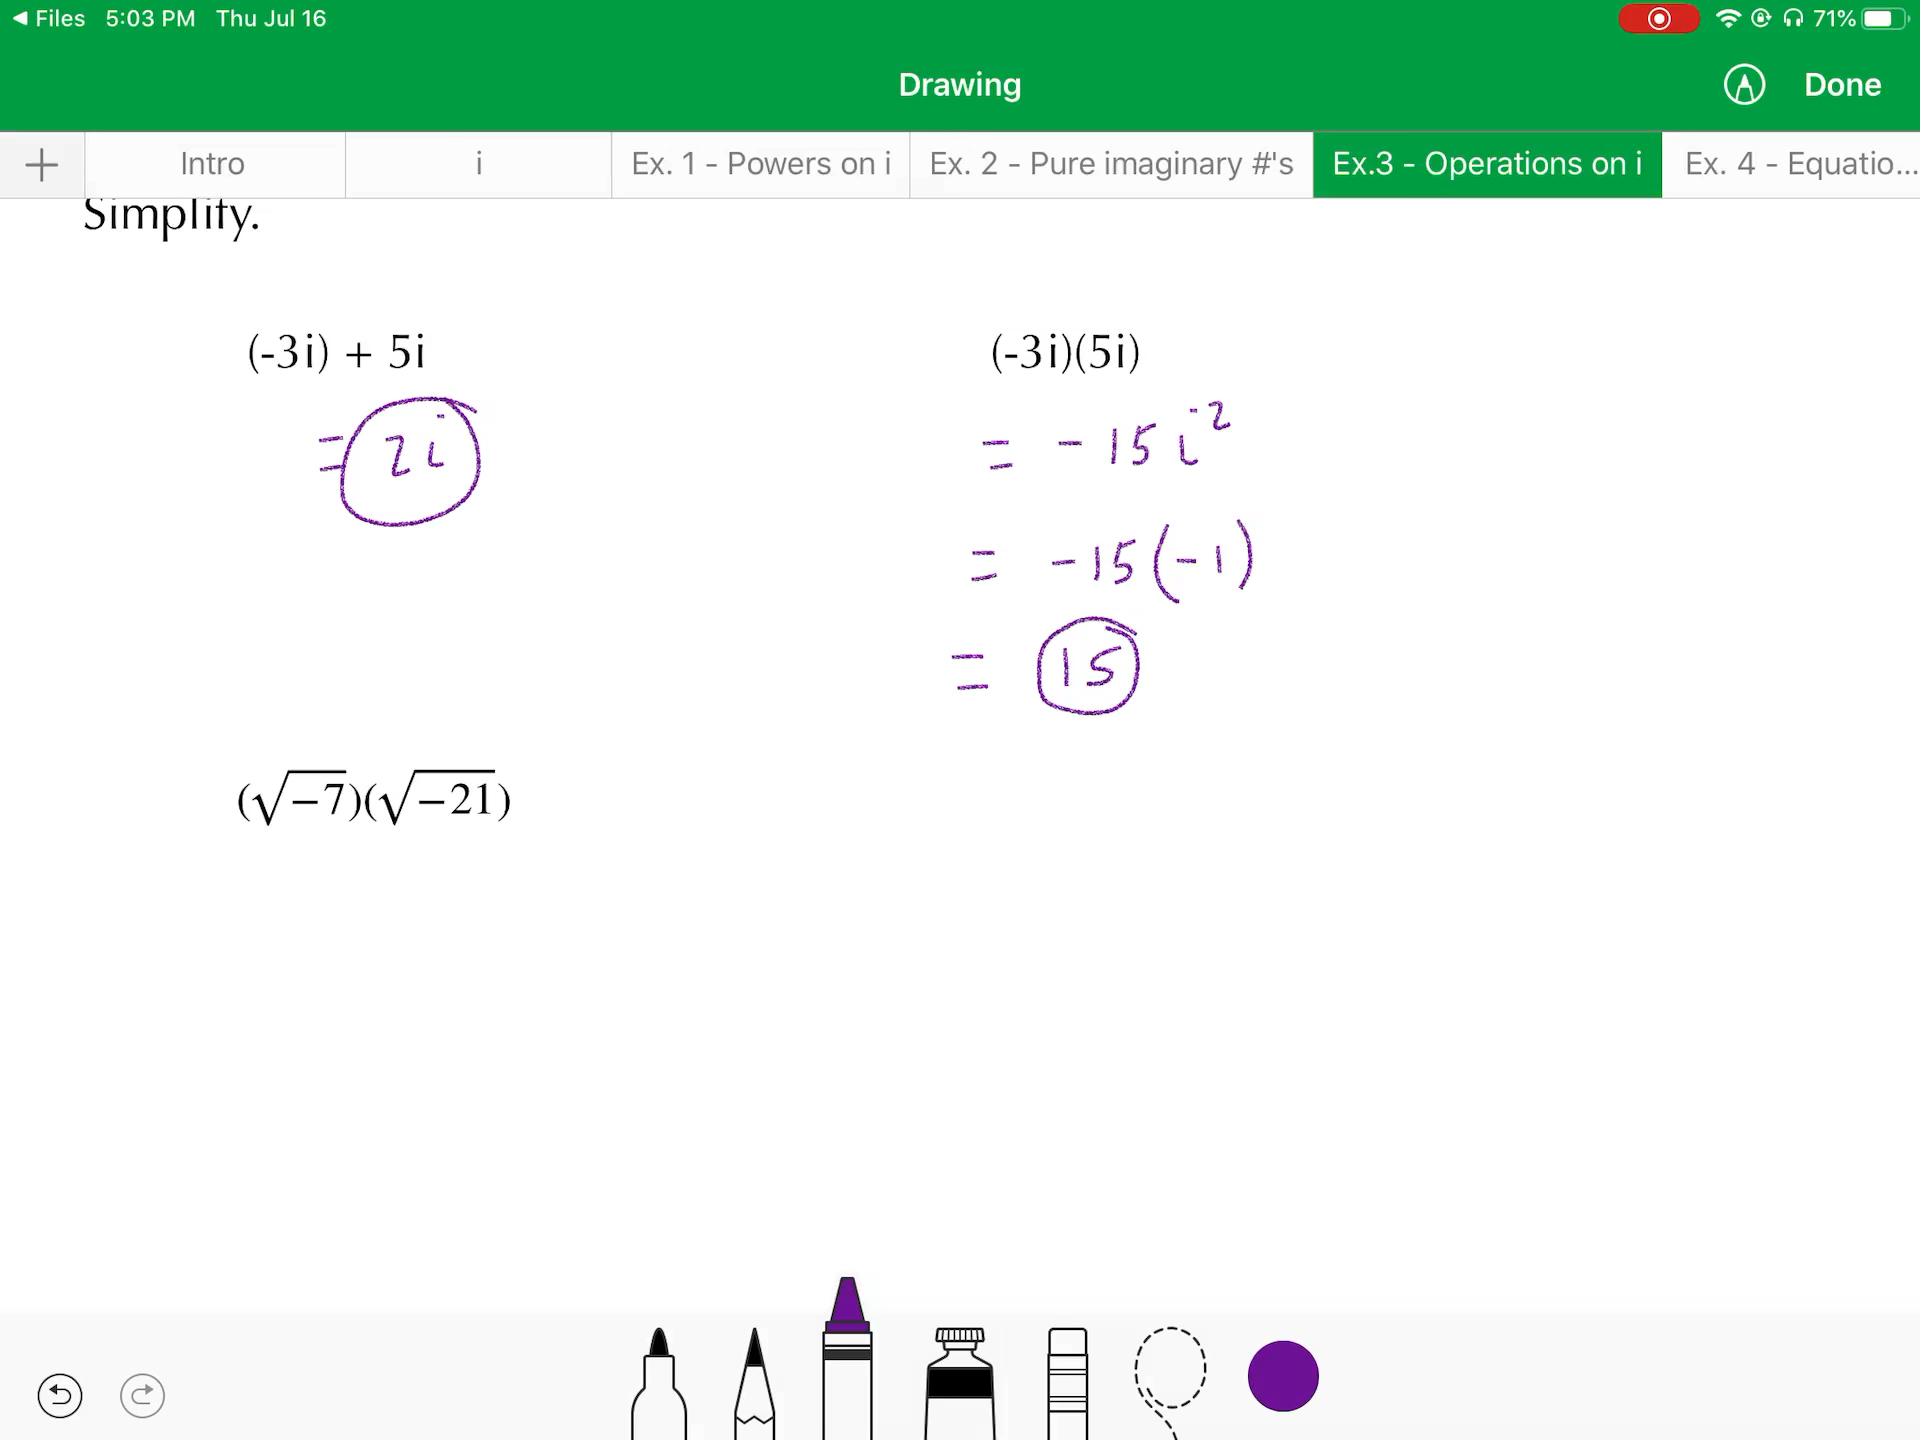 Files 5:03 PM Thu Jul 16 71%
Drawing Done
Intro i Ex. 1 - Powers on i Ex. 2 - Pure imaginary #'s Ex.3 - Operations on i Ex. 4 - Equatio...
Simplify.
(-3i) + 5i
= 2i
(-3i)(5i)
= -15i²
= -15(-1)
= 15
(√−7)(√−21)